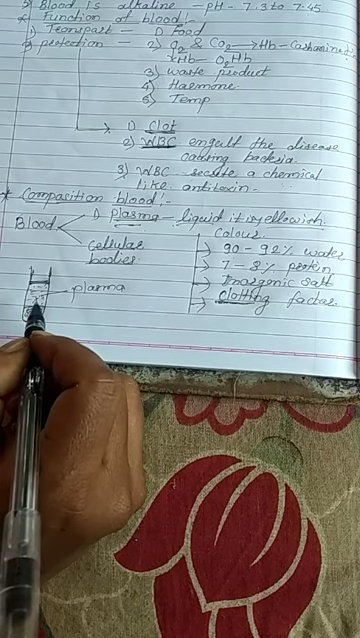 Blood is alkaline - pH - 7.3 to 7.45
* Function of blood:-
1) Transport - 1) Food
2) protection - 2) O2 & CO2 → Hb - Carbamino
Hb - O2Hb
3) waste product
4) Harmone
5) Temp
→ 1) Clot
2) WBC engulf the disease
causing bacteria.
3) WBC secrete a chemical
like antitoxin -
* Composition blood:-
Blood 1) plasma - liquid it is yellowish.
Colour
cellular
bodies
→ 90 - 92% water
→ 7 - 8% protein
→ Inorganic salt
→ Clotting factor
plasma